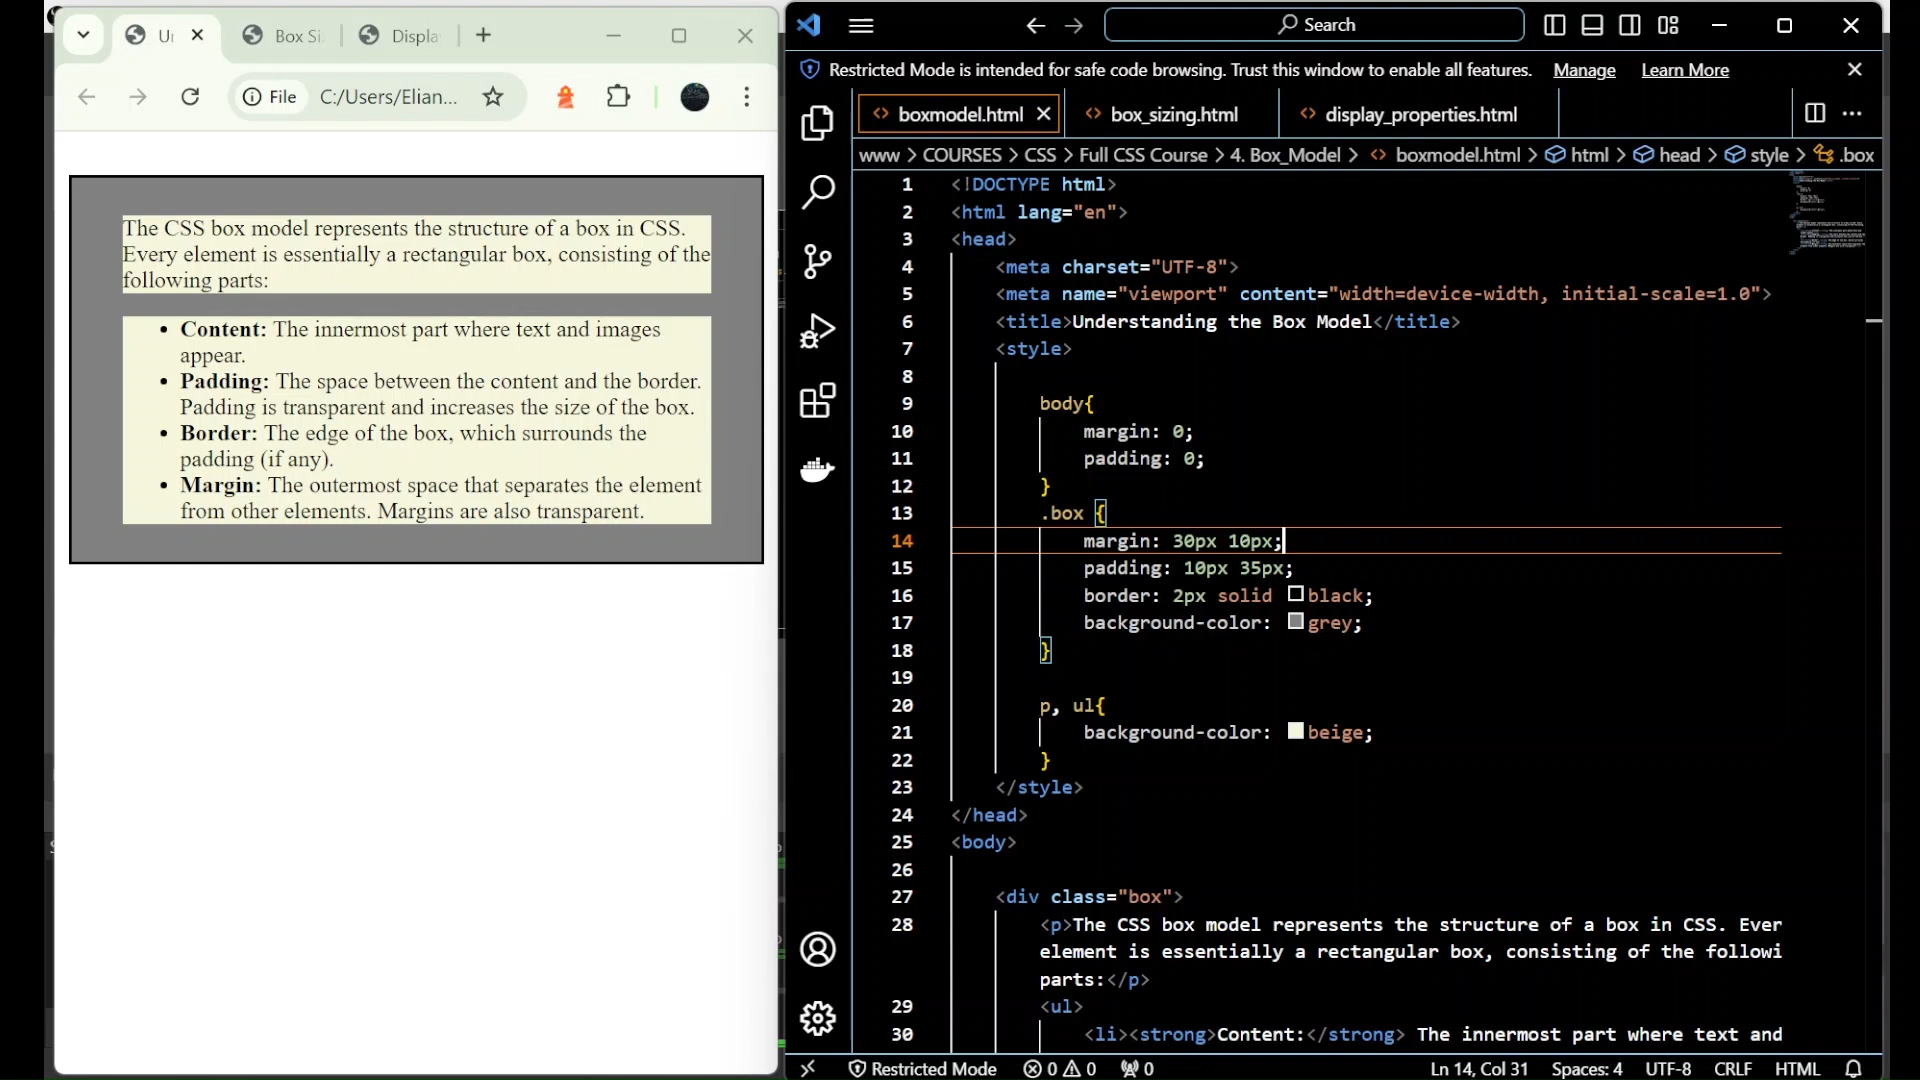 Ur
Box Si
Displa
File
C:/Users/Elian...
The CSS box model represents the structure of a box in CSS.
Every element is essentially a rectangular box, consisting of the
following parts:
• Content: The innermost part where text and images
appear.
• Padding: The space between the content and the border.
Padding is transparent and increases the size of the box.
• Border: The edge of the box, which surrounds the
padding (if any).
• Margin: The outermost space that separates the element
from other elements. Margins are also transparent.
Search
Restricted Mode is intended for safe code browsing. Trust this window to enable all features. Manage Learn More
boxmodel.html
box_sizing.html
display_properties.html
www > COURSES > CSS > Full CSS Course > 4. Box_Model > boxmodel.html > html > head > style > .box
1 <!DOCTYPE html>
2 <html lang="en">
3 <head>
4 <meta charset="UTF-8">
5 <meta name="viewport" content="width=device-width, initial-scale=1.0">
6 <title>Understanding the Box Model</title>
7 <style>
8
9 body{
10 margin: 0;
11 padding: 0;
12 }
13 .box {
14 margin: 30px 10px;
15 padding: 10px 35px;
16 border: 2px solid black;
17 background-color: grey;
18 }
19
20 p, ul{
21 background-color: beige;
22 }
23 </style>
24 </head>
25 <body>
26
27 <div class="box">
28 <p>The CSS box model represents the structure of a box in CSS. Ever
element is essentially a rectangular box, consisting of the followi
parts:</p>
29 <ul>
30 <li><strong>Content:</strong> The innermost part where text and
Restricted Mode
0
0
0
Ln 14, Col 31
Spaces: 4
UTF-8
CRLF
HTML